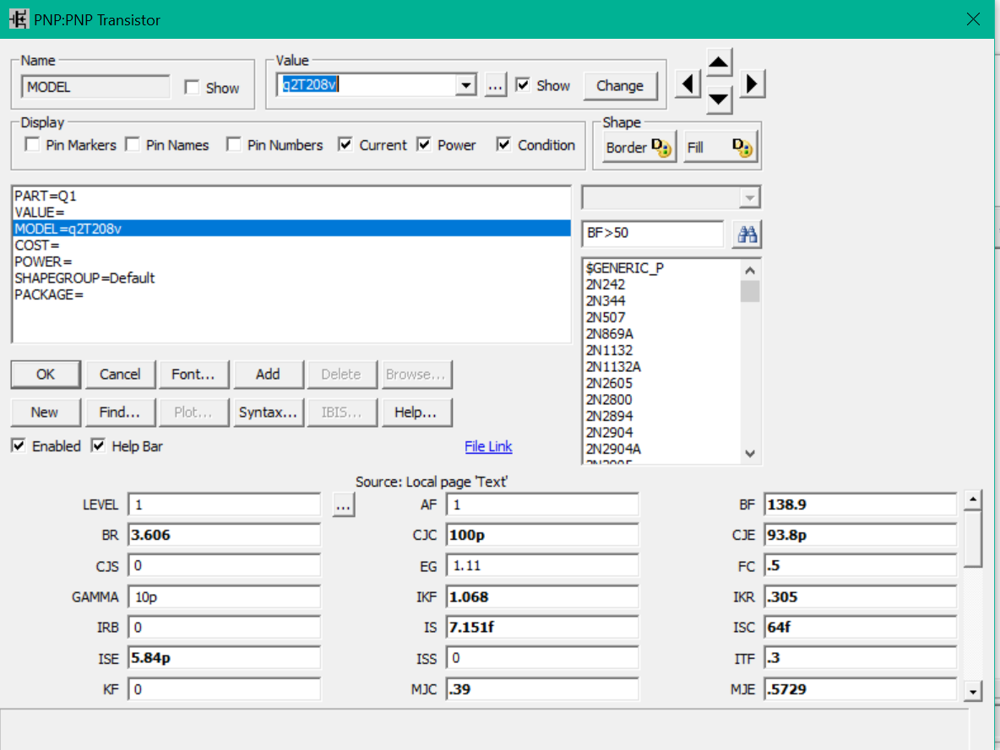 PNP:PNP Transistor
Name
MODEL
Show
Value
q2T208v
...
Show
Change
Display
Pin Markers
Pin Names
Pin Numbers
Current
Power
Condition
Shape
Border
Fill
PART=Q1
VALUE=
MODEL=q2T208v
COST=
POWER=
SHAPEGROUP=Default
PACKAGE=
BF>50
$GENERIC_P
2N242
2N344
2N507
2N869A
2N1132
2N1132A
2N2605
2N2800
2N2894
2N2904
2N2904A
2N2905
OK
Cancel
Font...
Add
Delete
Browse...
New
Find...
Plot...
Syntax...
IBIS...
Help...
Enabled
Help Bar
File Link
Source: Local page 'Text'
LEVEL 1 ... AF 1 BF 138.9
BR 3.606 CJC 100p CJE 93.8p
CJS 0 EG 1.11 FC .5
GAMMA 10p IKF 1.068 IKR .305
IRB 0 IS 7.151f ISC 64f
ISE 5.84p ISS 0 ITF .3
KF 0 MJC .39 MJE .5729